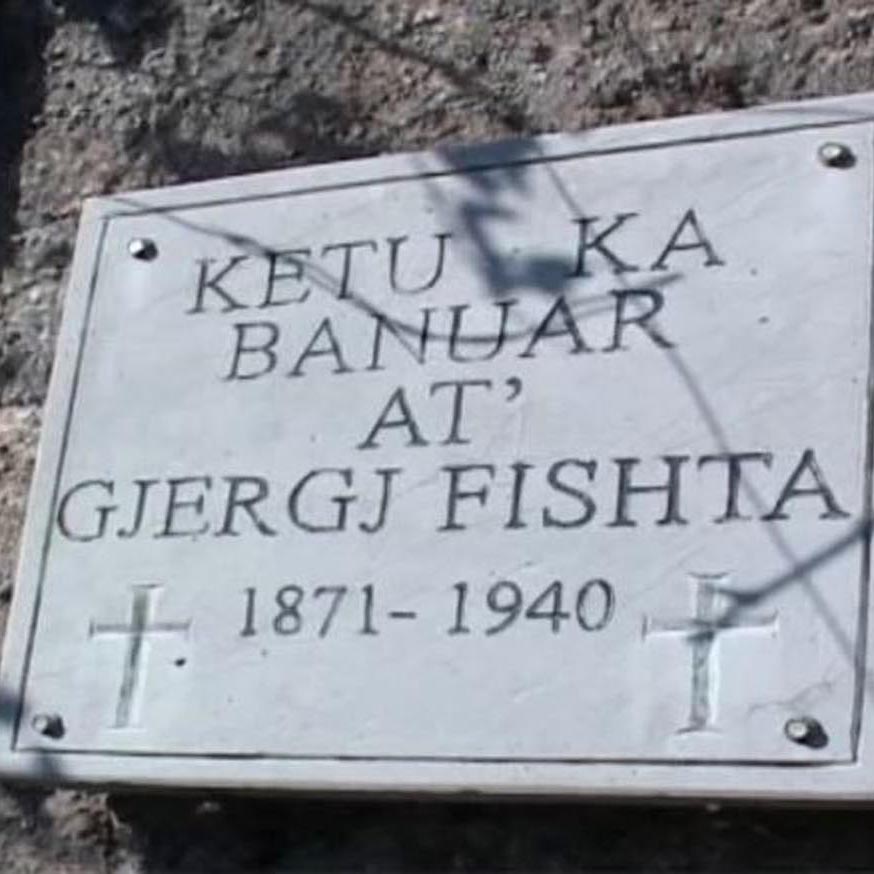 KETU KA
BANUAR
AT’
GJERGJ FISHTA
1871- 1940